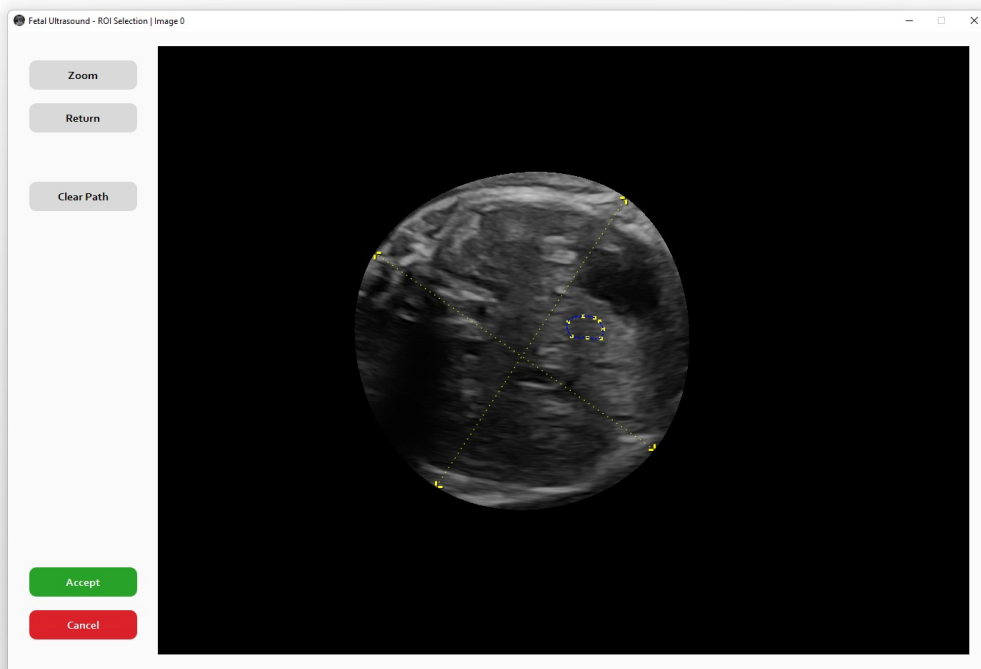 Fetal Ultrasound - ROI Selection | Image 0
Zoom
Return
Clear Path
Accept
Cancel